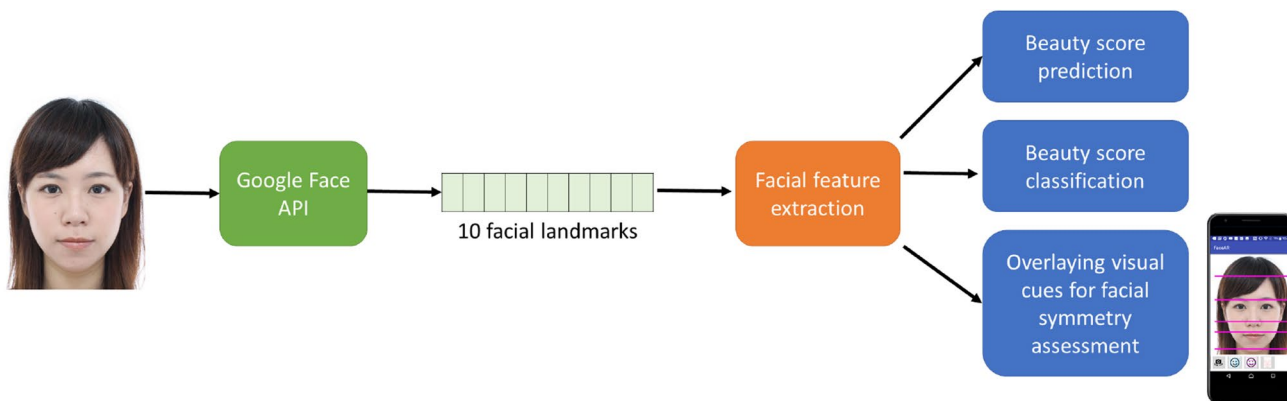 Beauty score
prediction
Google Face
API
10 facial landmarks
Facial feature
extraction
Beauty score
classification
Overlaying visual
cues for facial
symmetry
assessment